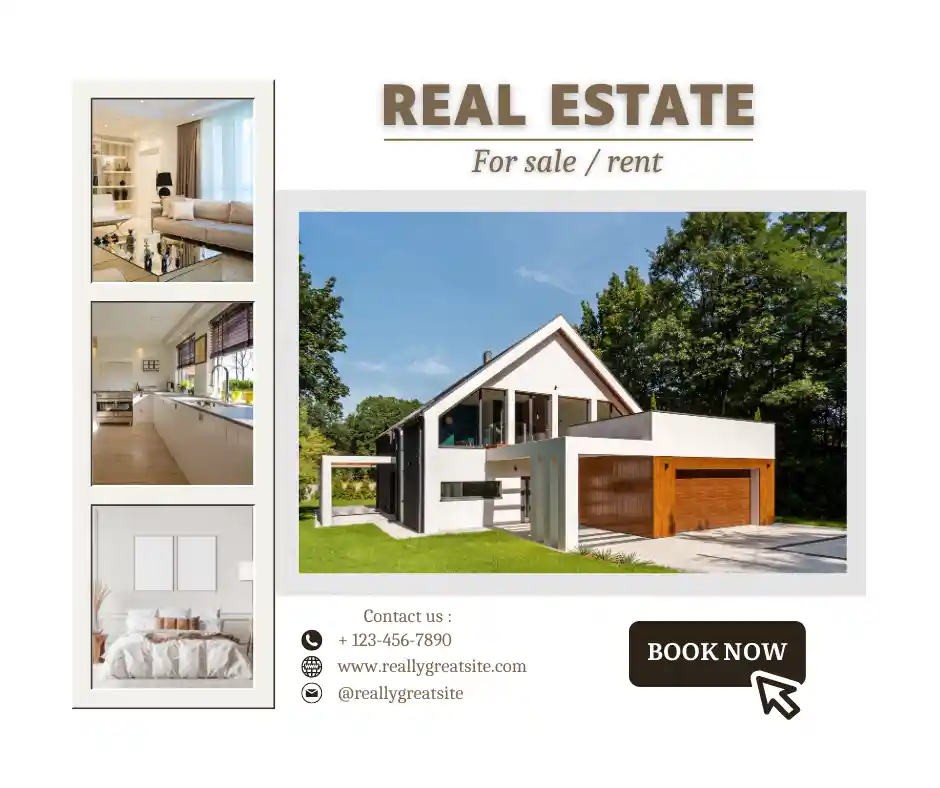 REAL ESTATE
For sale / rent
Contact us :
+ 123-456-7890
www.reallygreatsite.com
@reallygreatsite
BOOK NOW